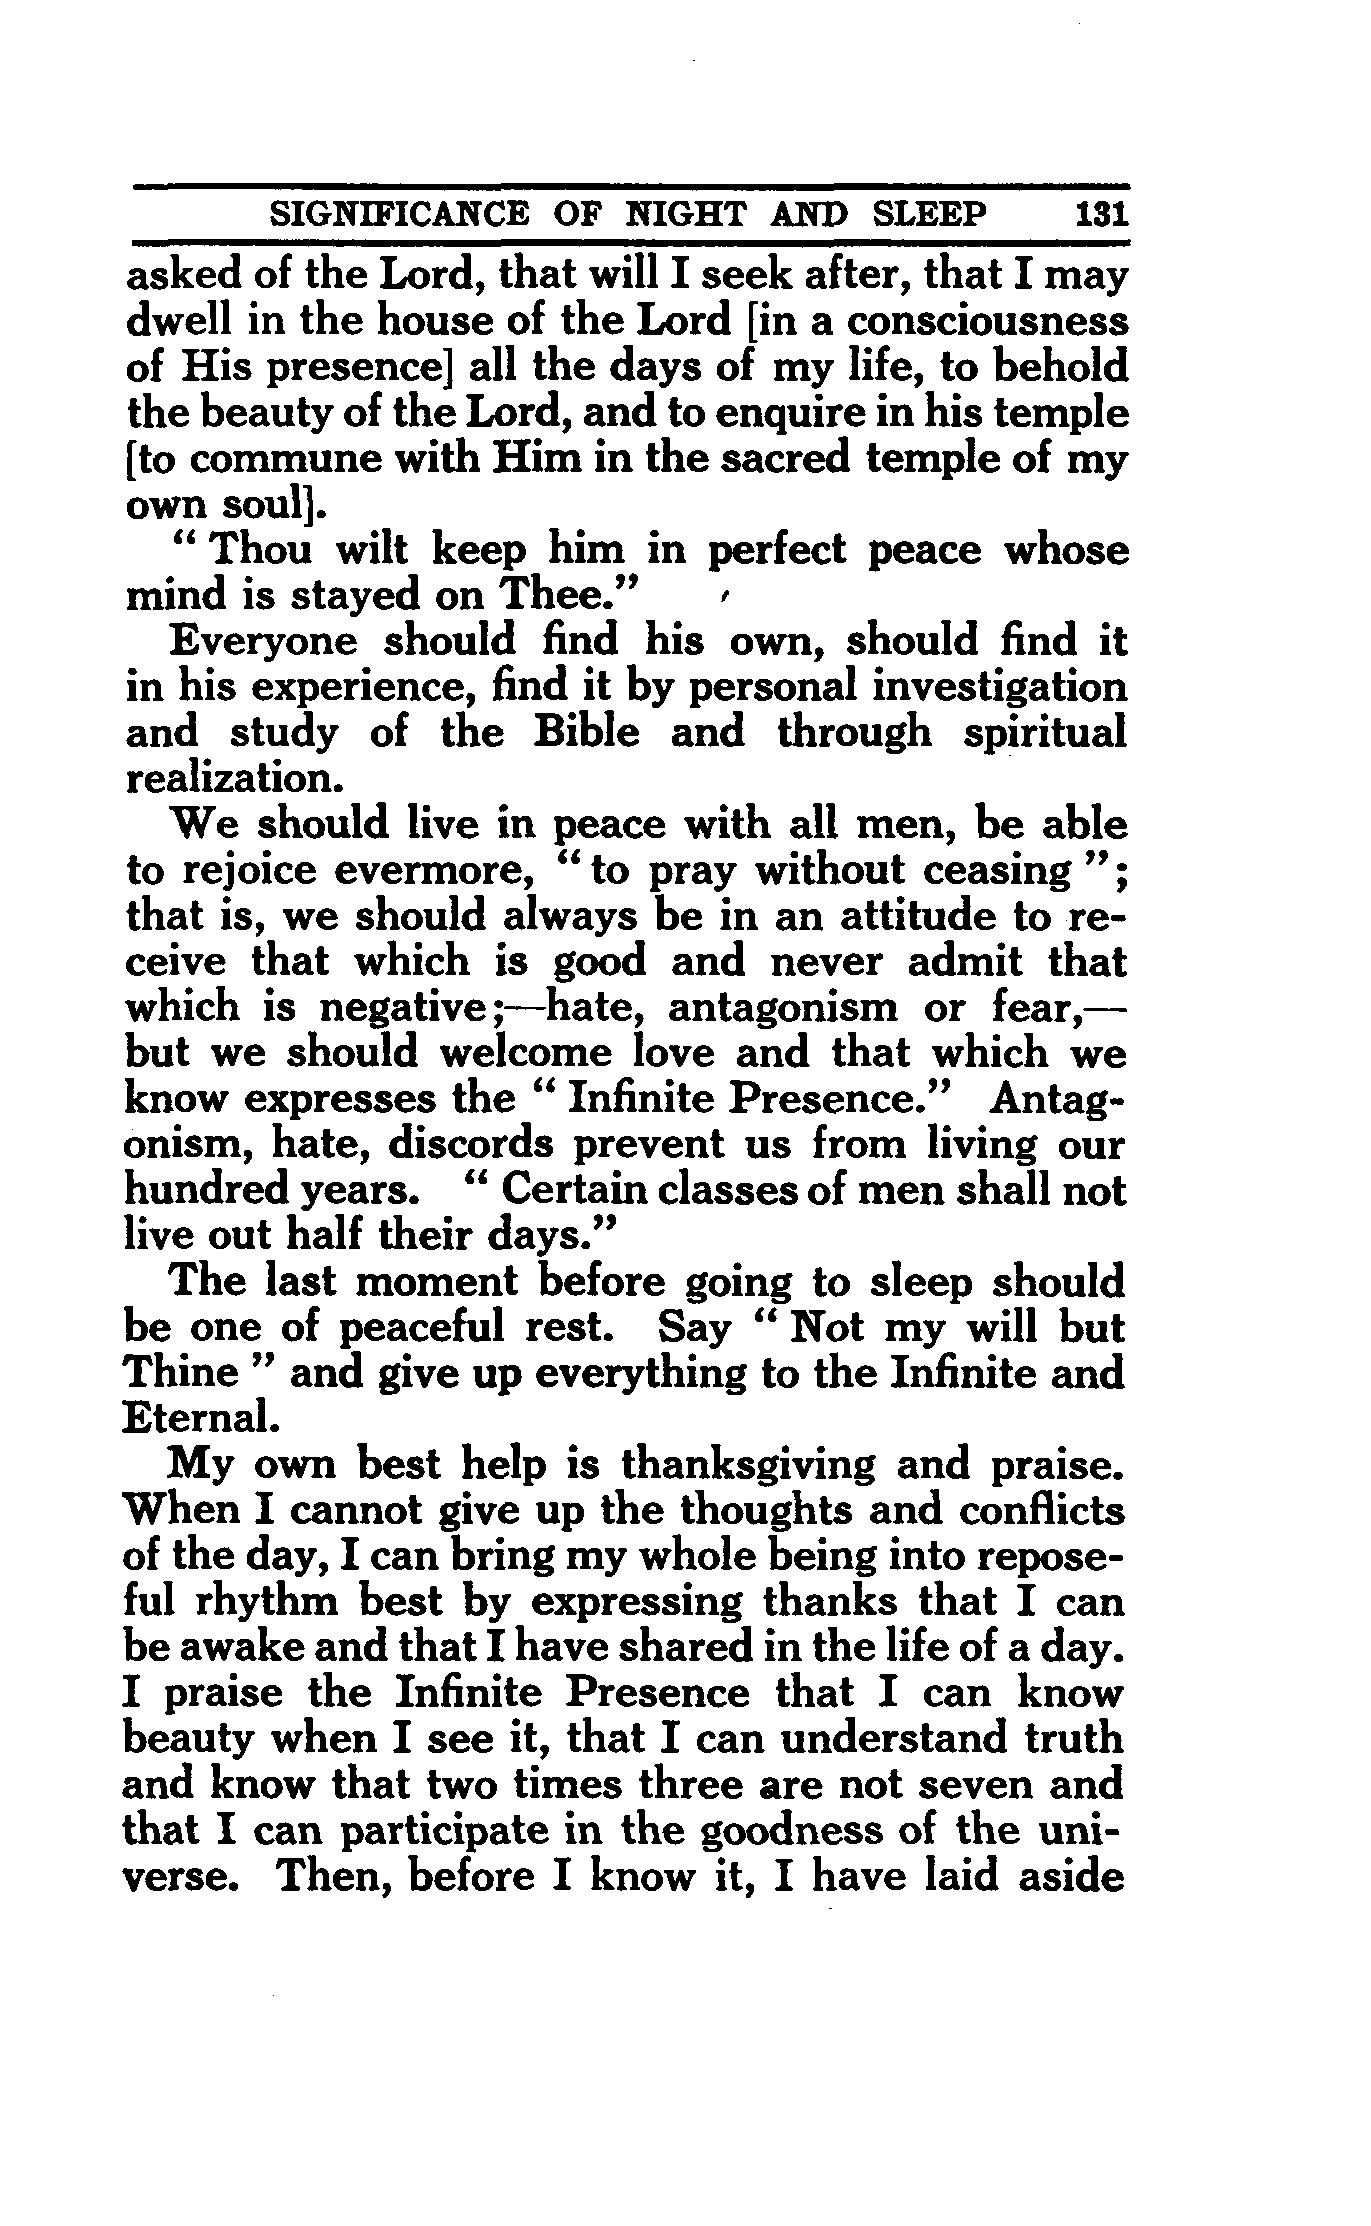 SIGNIFICANCE OF NIGHT AND SLEEP 131
asked of the Lord, that will I seek after, that I may
dwell in the house of the Lord [in a consciousness
of His presence] all the days of my life, to behold
the beauty of the Lord, and to enquire in his temple
[to commune with Him in the sacred temple of my
own soul].
“ Thou wilt keep him in perfect peace whose
mind is stayed on Thee.”
Everyone should find his own, should find it
in his experience, find it by personal investigation
and study of the Bible and through spiritual
realization.
We should live in peace with all men, be able
to rejoice evermore, “ to pray without ceasing ”;
that is, we should always be in an attitude to re-
ceive that which is good and never admit that
which is negative;—hate, antagonism or fear,—
but we should welcome love and that which we
know expresses the “ Infinite Presence.” Antag-
onism, hate, discords prevent us from living our
hundred years. “ Certain classes of men shall not
live out half their days.”
The last moment before going to sleep should
be one of peaceful rest. Say “ Not my will but
Thine ” and give up everything to the Infinite and
Eternal.
My own best help is thanksgiving and praise.
When I cannot give up the thoughts and conflicts
of the day, I can bring my whole being into repose-
ful rhythm best by expressing thanks that I can
be awake and that I have shared in the life of a day.
I praise the Infinite Presence that I can know
beauty when I see it, that I can understand truth
and know that two times three are not seven and
that I can participate in the goodness of the uni-
verse. Then, before I know it, I have laid aside